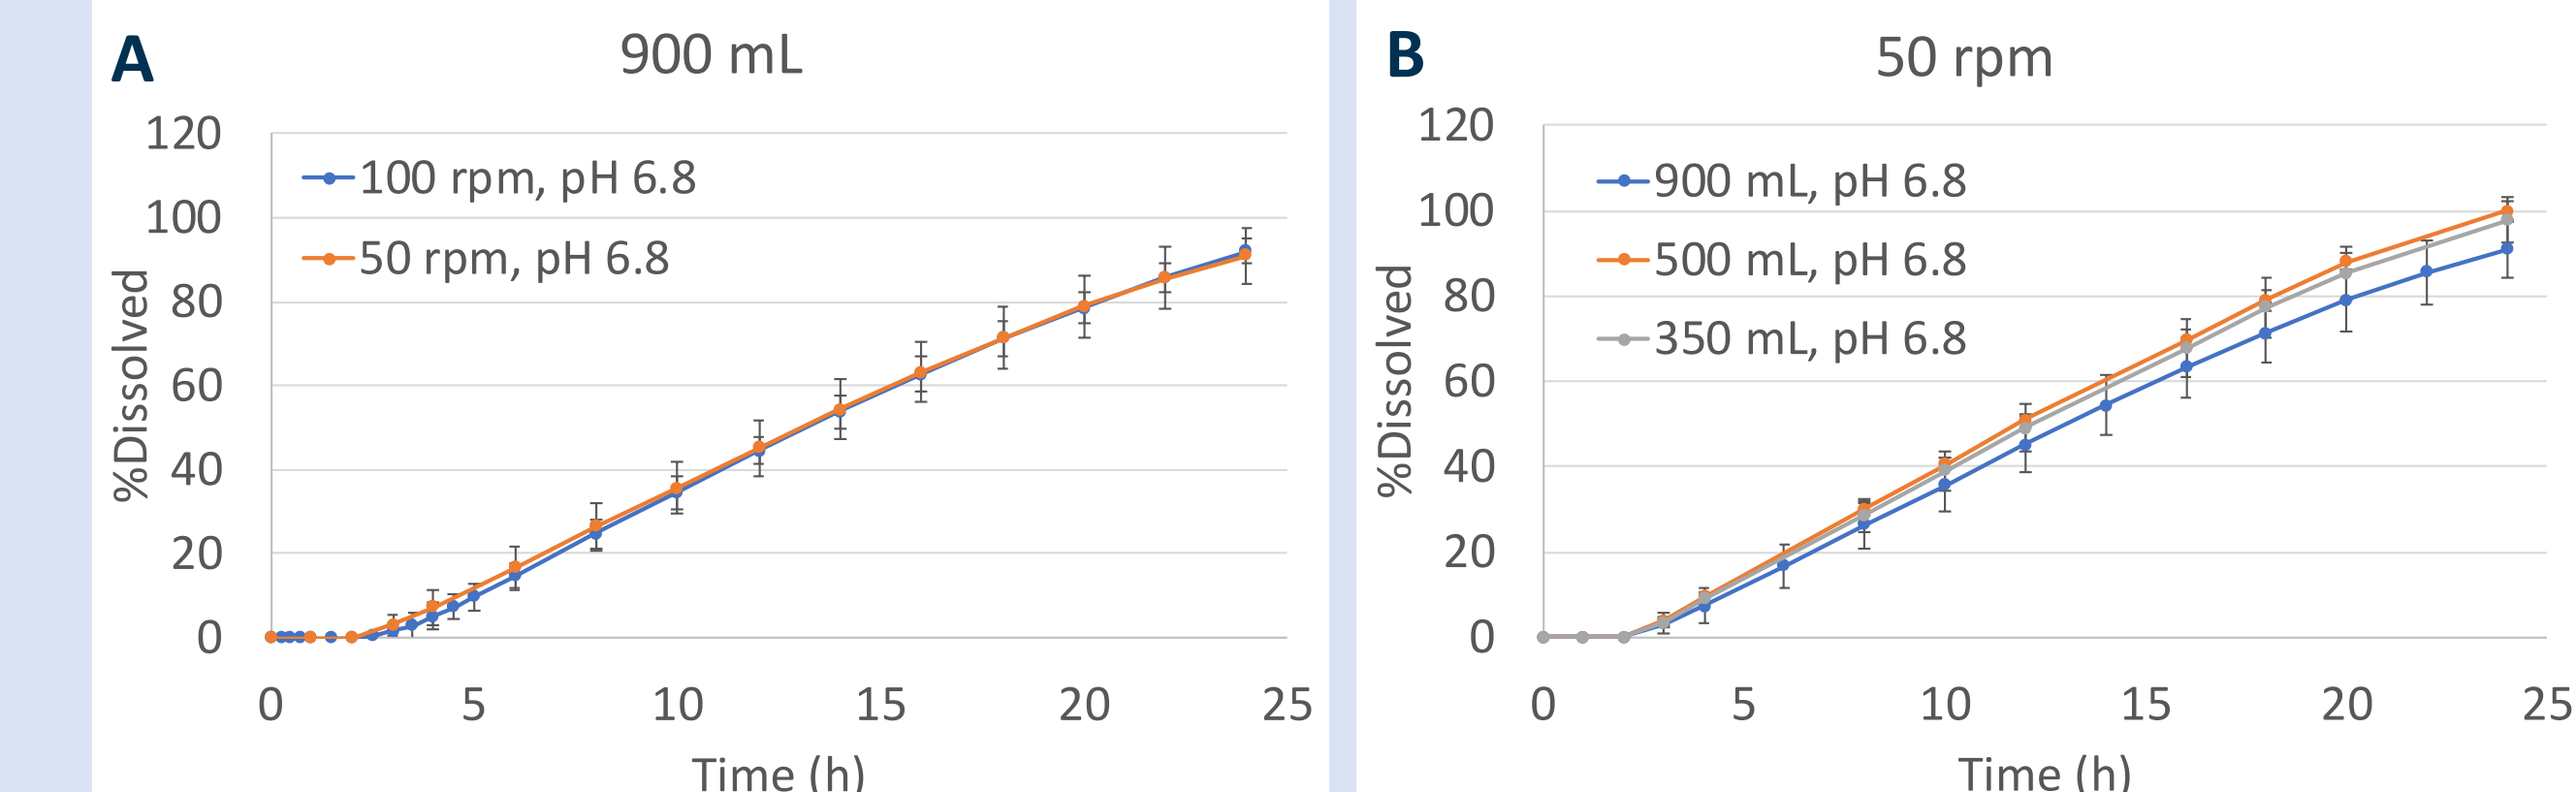 A
900 mL
120
100
80
60
40
20
0
%Dissolved
100 rpm, pH 6.8
50 rpm, pH 6.8
0 5 10 15 20 25
Time (h)
B
50 rpm
120
100
80
60
40
20
0
%Dissolved
900 mL, pH 6.8
500 mL, pH 6.8
350 mL, pH 6.8
0 5 10 15 20 25
Time (h)